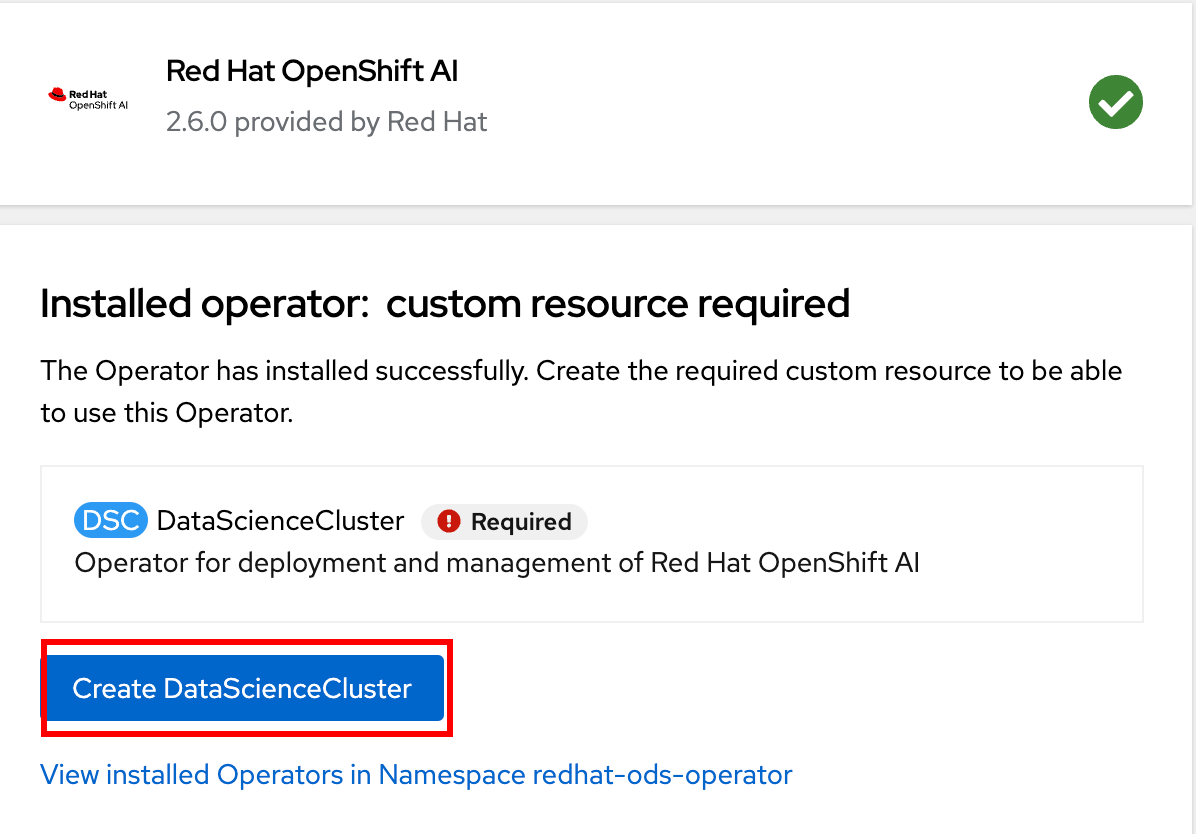 Red Hat OpenShift AI
Red Hat
OpenShift AI
2.6.0 provided by Red Hat
Installed operator: custom resource required
The Operator has installed successfully. Create the required custom resource to be able
to use this Operator.
DSC DataScienceCluster Required
Operator for deployment and management of Red Hat OpenShift AI
Create DataScienceCluster
View installed Operators in Namespace redhat-ods-operator